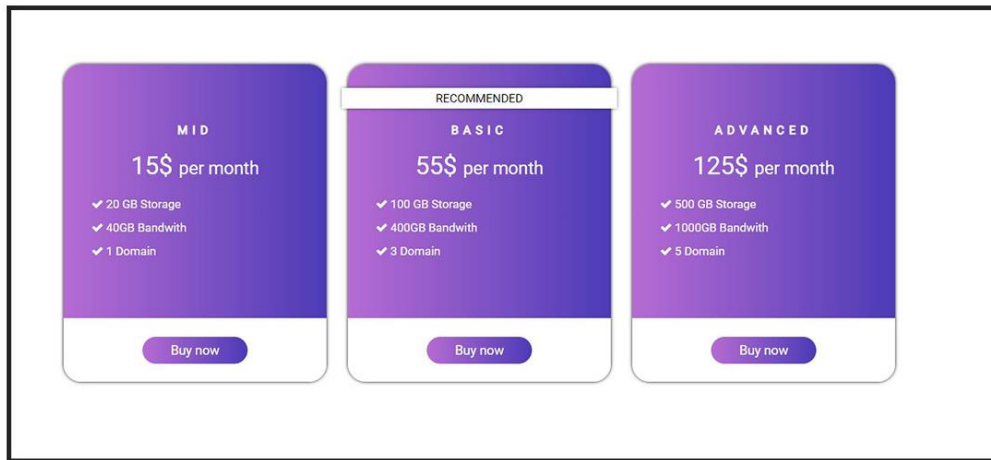 MID
15$ per month
20 GB Storage
40GB Bandwith
1 Domain
Buy now
RECOMMENDED
BASIC
55$ per month
100 GB Storage
400GB Bandwith
3 Domain
Buy now
ADVANCED
125$ per month
500 GB Storage
1000GB Bandwith
5 Domain
Buy now